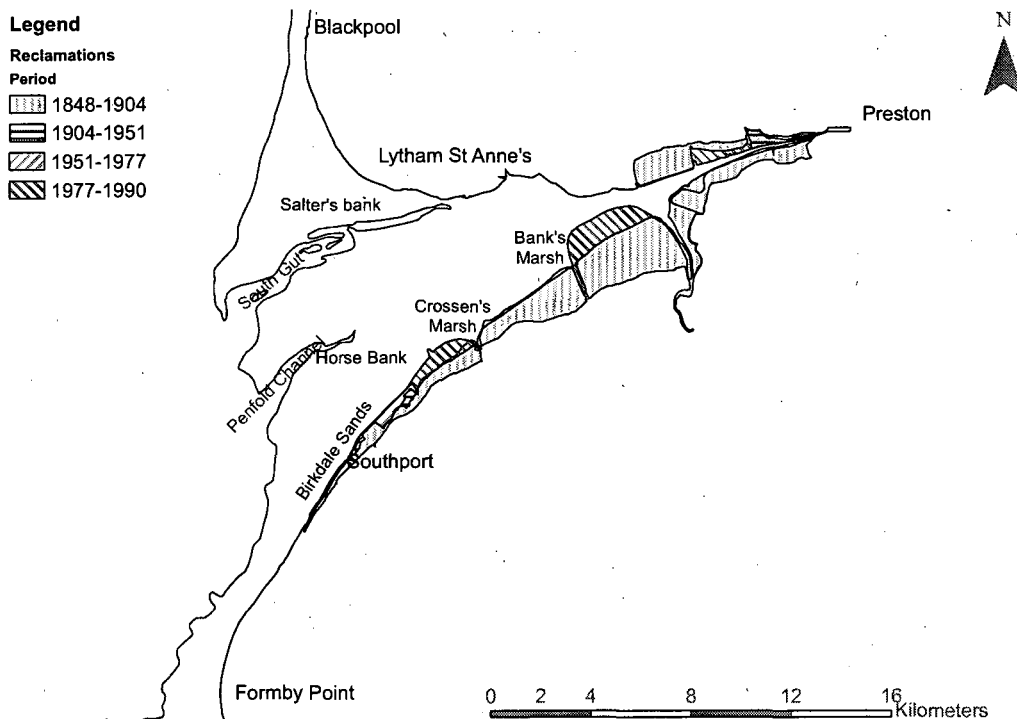 Legend
Reclamations
Period
1848-1904
1904-1951
1951-1977
1977-1990
Blackpool
N
Preston
Lytham St Anne's
Salter's bank
South Gut
Bank's
Marsh
Crossen's
Marsh
Horse Bank
Penfold Channel
Birkdale Sands
Southport
Formby Point
0 2 4 8 12 16
Kilometers